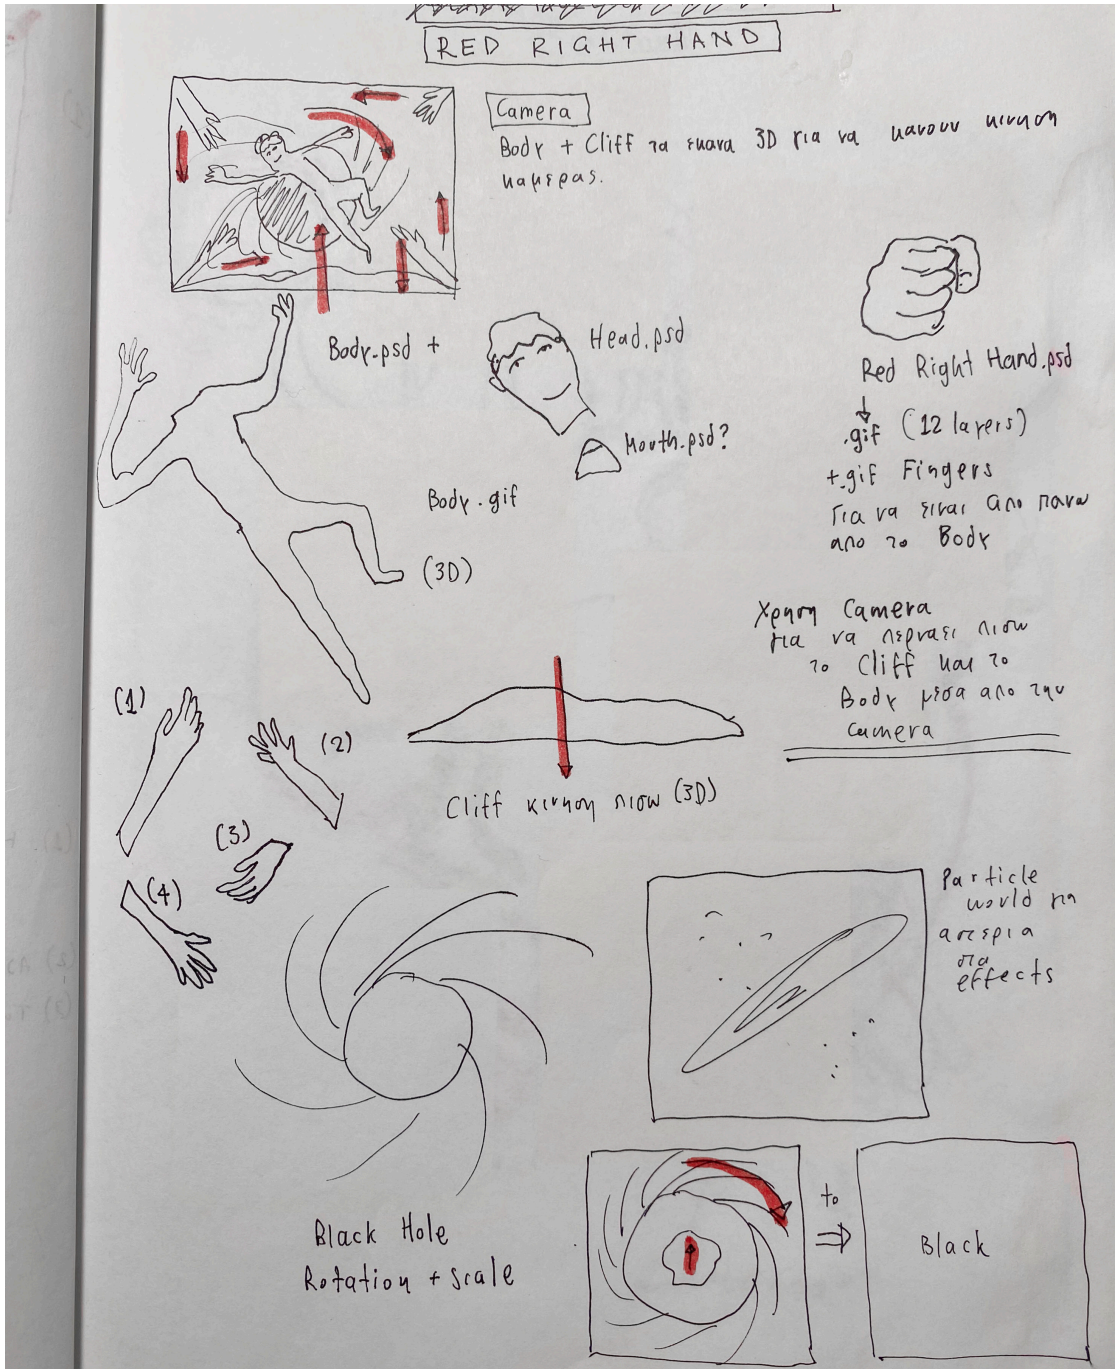 RED RIGHT HAND
Camera
Body + Cliff τα εκανα 3D για να κανουν κινηση
καμερας.
Body.psd +
Head.psd
Mouth.psd?
Body.gif
(3D)
Red Right Hand.psd
.gif (12 layers)
+.gif Fingers
Για να ειναι απο πανω
απο το Body
Χρηση Camera
για να περνασει πισω
το Cliff και το
Body μεσα απο την
camera
(1)
(2)
(3)
(4)
Cliff κινηση πισω (3D)
Particle
world για
αστερια
για
effects
Black Hole
Rotation + scale
to
Black